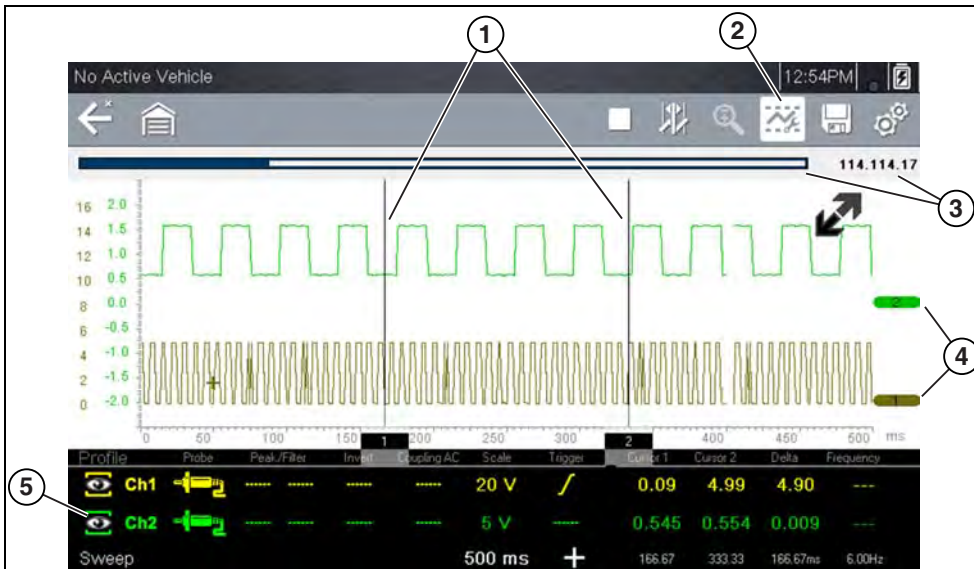 1
2
No Active Vehicle
12:54PM
114.114.17
3
16 2.0
14 1.5
12 1.0
10 0.5
8 0.0
6 -0.5
4 -1.0
2 -1.5
0 -2.0
2
1
4
0 50 100 150 200 250 300 400 450 500 ms
1 2
Profile Probe Peak/Filter Invert Coupling AC Scale Trigger Cursor 1 Cursor 2 Delta Frequency
5
Ch1 ----- ----- ----- ----- 20 V 0.09 4.99 4.90 ---
Ch2 ----- ----- ----- ----- 5 V ----- 0.545 0.554 0.009 ---
Sweep 500 ms 166.67 333.33 166.67ms 6.00Hz